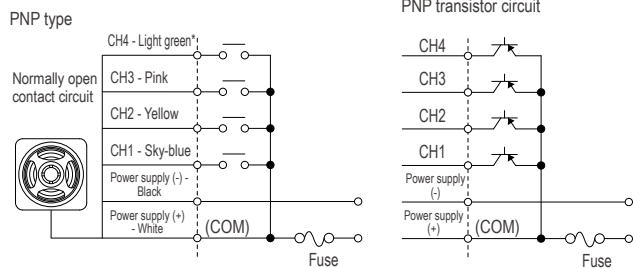 PNP type
CH4 - Light green*
Normally open
contact circuit
CH3 - Pink
CH2 - Yellow
CH1 - Sky-blue
Power supply (-) -
Black
Power supply (+)
- White
(COM)
Fuse
PNP transistor circuit
CH4
CH3
CH2
CH1
Power supply
(-)
Power supply
(+)
(COM)
Fuse